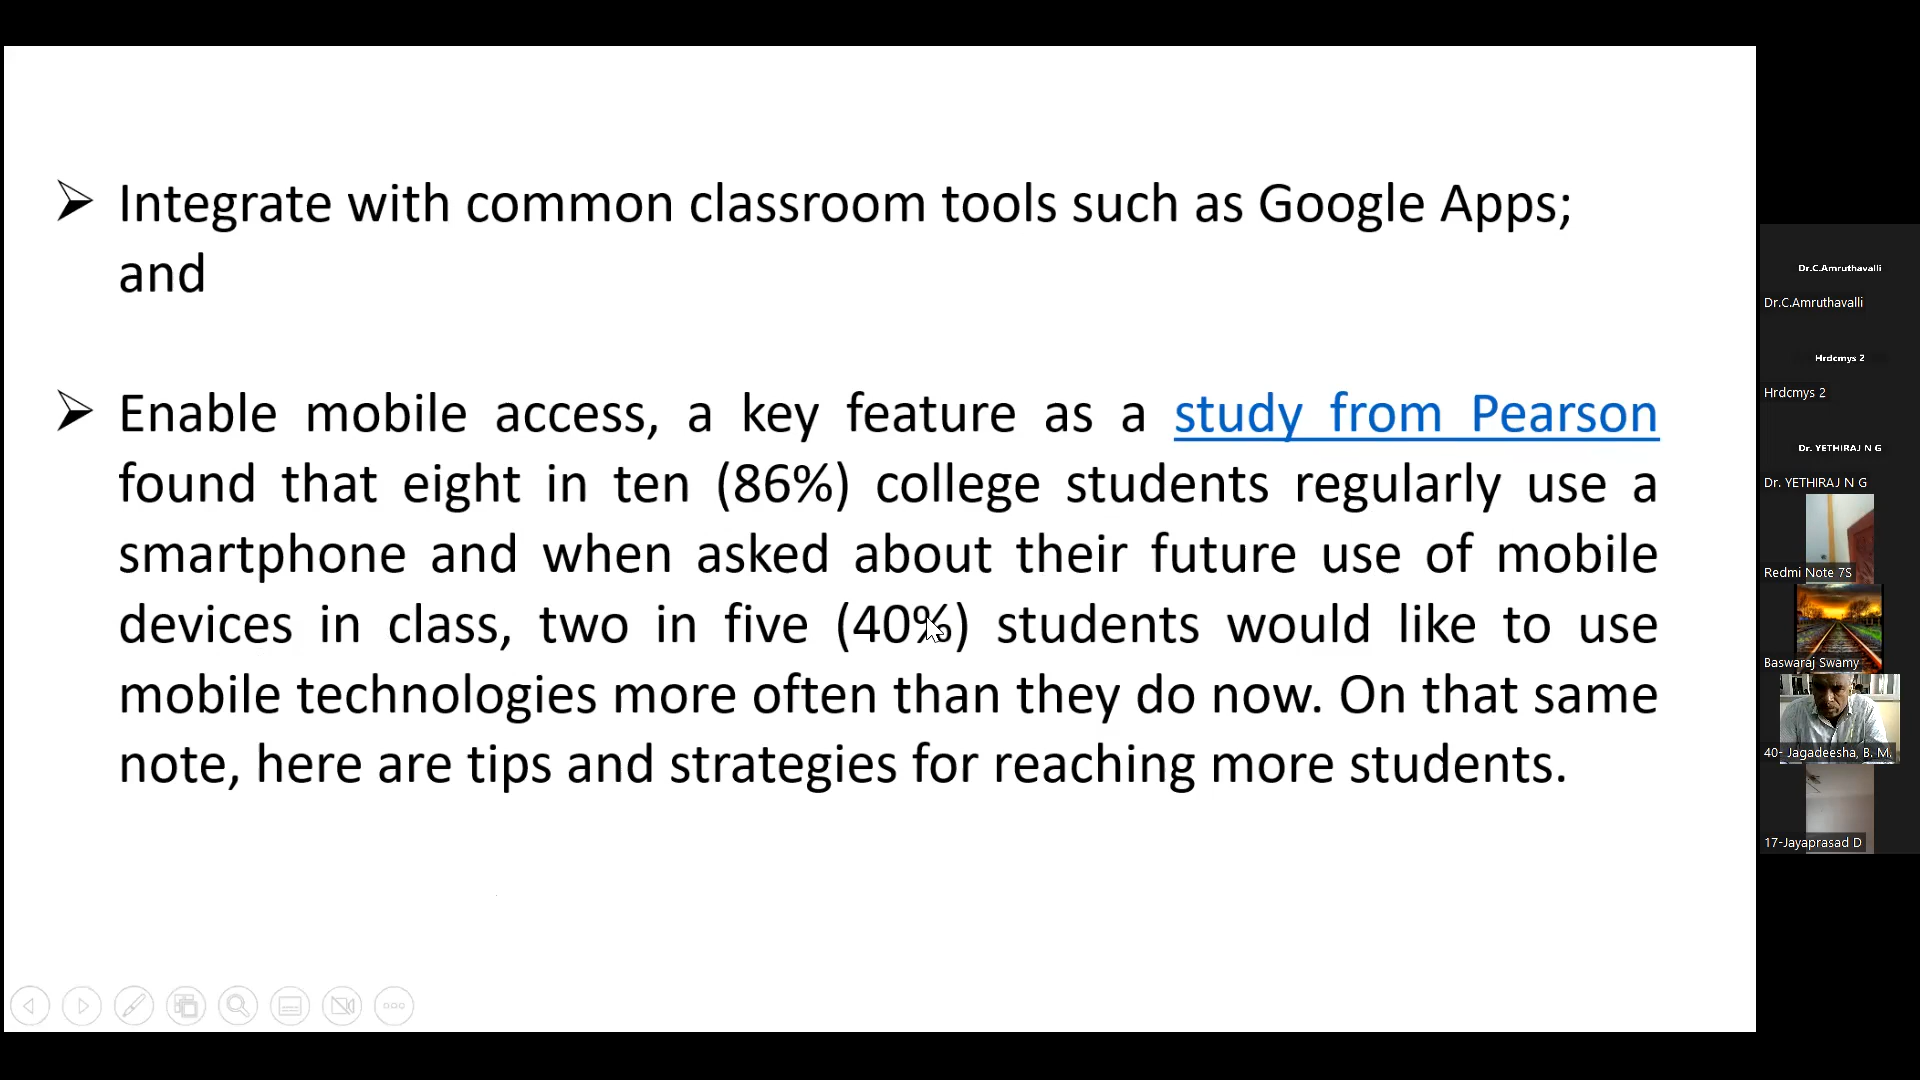 Integrate with common classroom tools such as Google Apps;
and
Enable mobile access, a key feature as a study from Pearson
found that eight in ten (86%) college students regularly use a
smartphone and when asked about their future use of mobile
devices in class, two in five (40%) students would like to use
mobile technologies more often than they do now. On that same
note, here are tips and strategies for reaching more students.
Dr.C.Amruthavalli
Dr.C.Amruthavalli
Hrdcmys 2
Hrdcmys 2
Dr. YETHIRAJ N G
Dr. YETHIRAJ N G
Redmi Note 7S
Baswaraj Swamy
40- Jagadeesha, B. M.
17-Jayaprasad D